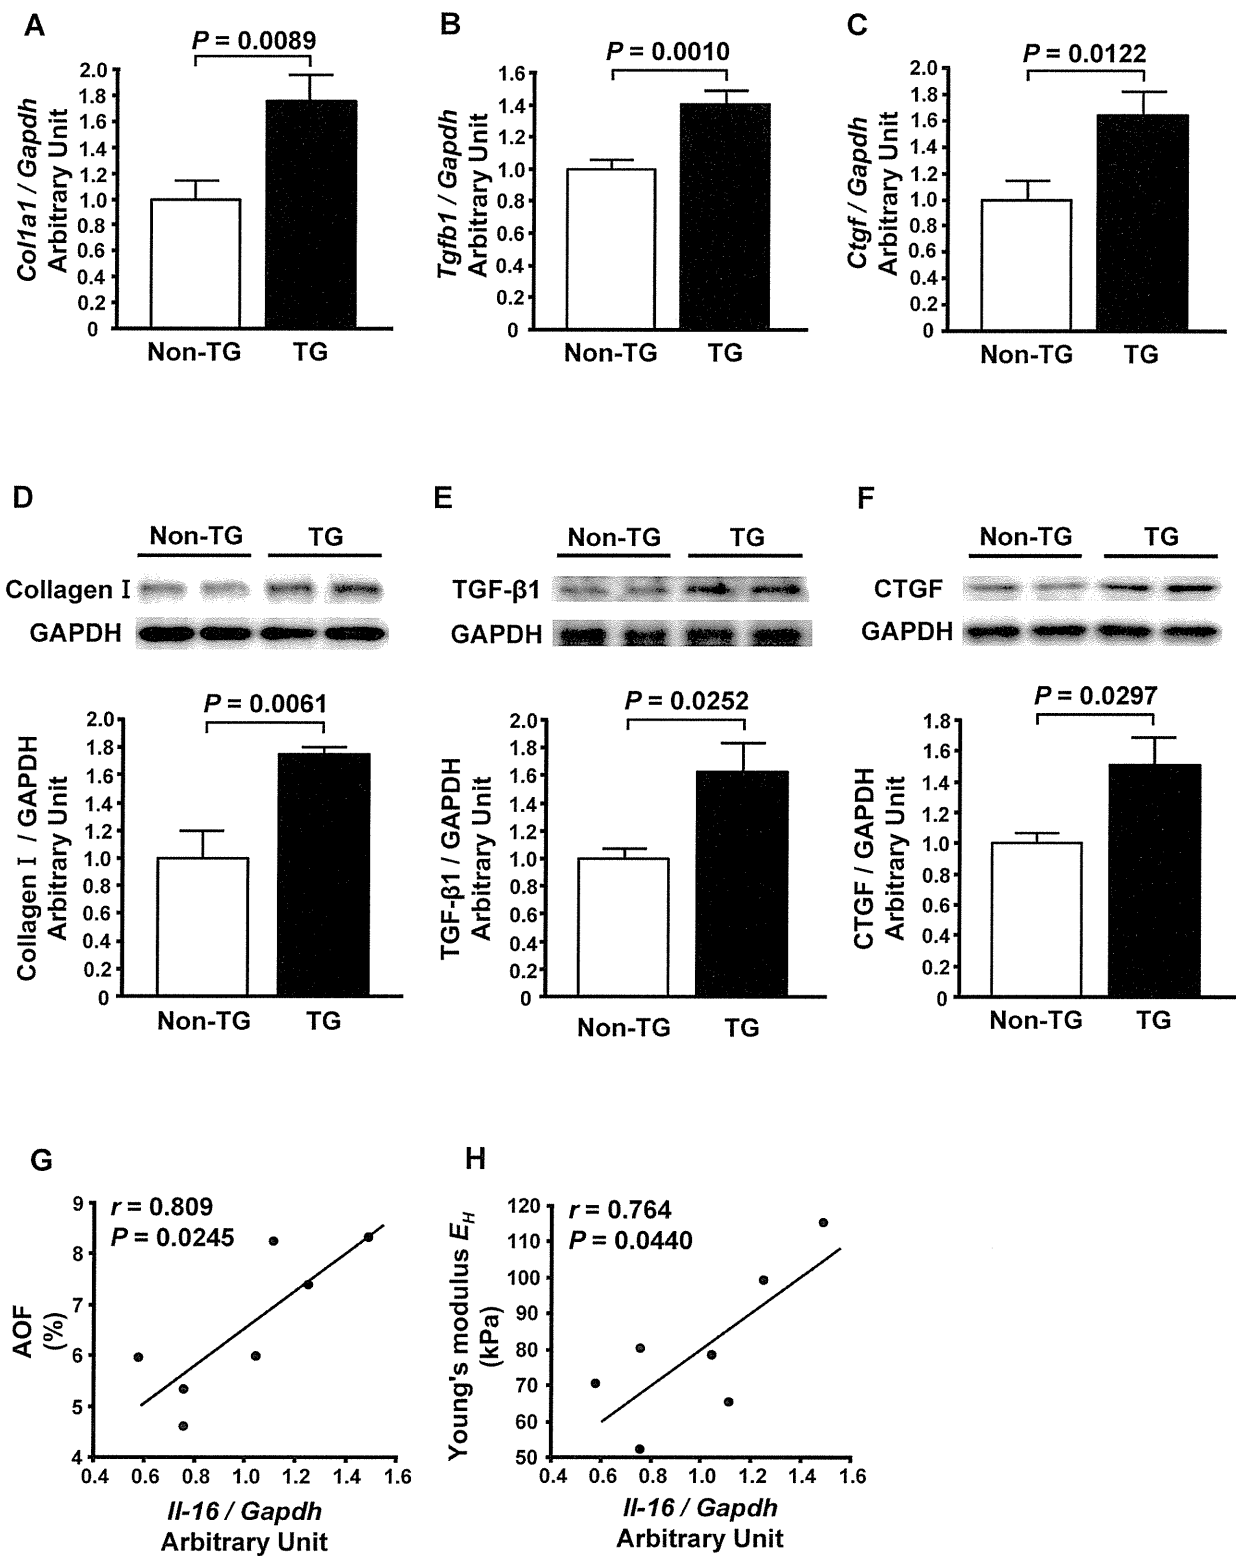 A
P = 0.0089
Col1a1 / Gapdh
Arbitrary Unit
2.0
1.8
1.6
1.4
1.2
1.0
0.8
0.6
0.4
0.2
0
Non-TG TG
B
P = 0.0010
Tgfb1 / Gapdh
Arbitrary Unit
1.6
1.4
1.2
1.0
0.8
0.6
0.4
0.2
0
Non-TG TG
C
P = 0.0122
Ctgf / Gapdh
Arbitrary Unit
2.0
1.8
1.6
1.4
1.2
1.0
0.8
0.6
0.4
0.2
0
Non-TG TG
D
Non-TG TG
Collagen I
GAPDH
P = 0.0061
Collagen I / GAPDH
Arbitrary Unit
2.0
1.8
1.6
1.4
1.2
1.0
0.8
0.6
0.4
0.2
0
Non-TG TG
E
Non-TG TG
TGF-β1
GAPDH
P = 0.0252
TGF-β1 / GAPDH
Arbitrary Unit
2.0
1.8
1.6
1.4
1.2
1.0
0.8
0.6
0.4
0.2
0
Non-TG TG
F
Non-TG TG
CTGF
GAPDH
P = 0.0297
CTGF / GAPDH
Arbitrary Unit
1.8
1.6
1.4
1.2
1.0
0.8
0.6
0.4
0.2
0
Non-TG TG
G
r = 0.809
P = 0.0245
AOF
(%)
9
8
7
6
5
4
0.4 0.6 0.8 1.0 1.2 1.4 1.6
Il-16 / Gapdh
Arbitrary Unit
H
r = 0.764
P = 0.0440
Young's modulus EH
(kPa)
120
110
100
90
80
70
60
50
0.4 0.6 0.8 1.0 1.2 1.4 1.6
Il-16 / Gapdh
Arbitrary Unit